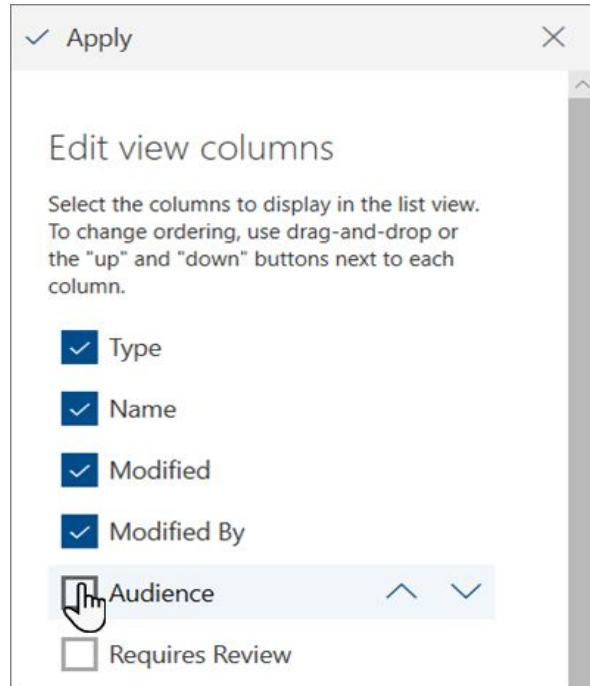 Apply
Edit view columns
Select the columns to display in the list view.
To change ordering, use drag-and-drop or
the "up" and "down" buttons next to each
column.
Type
Name
Modified
Modified By
Audience
Requires Review